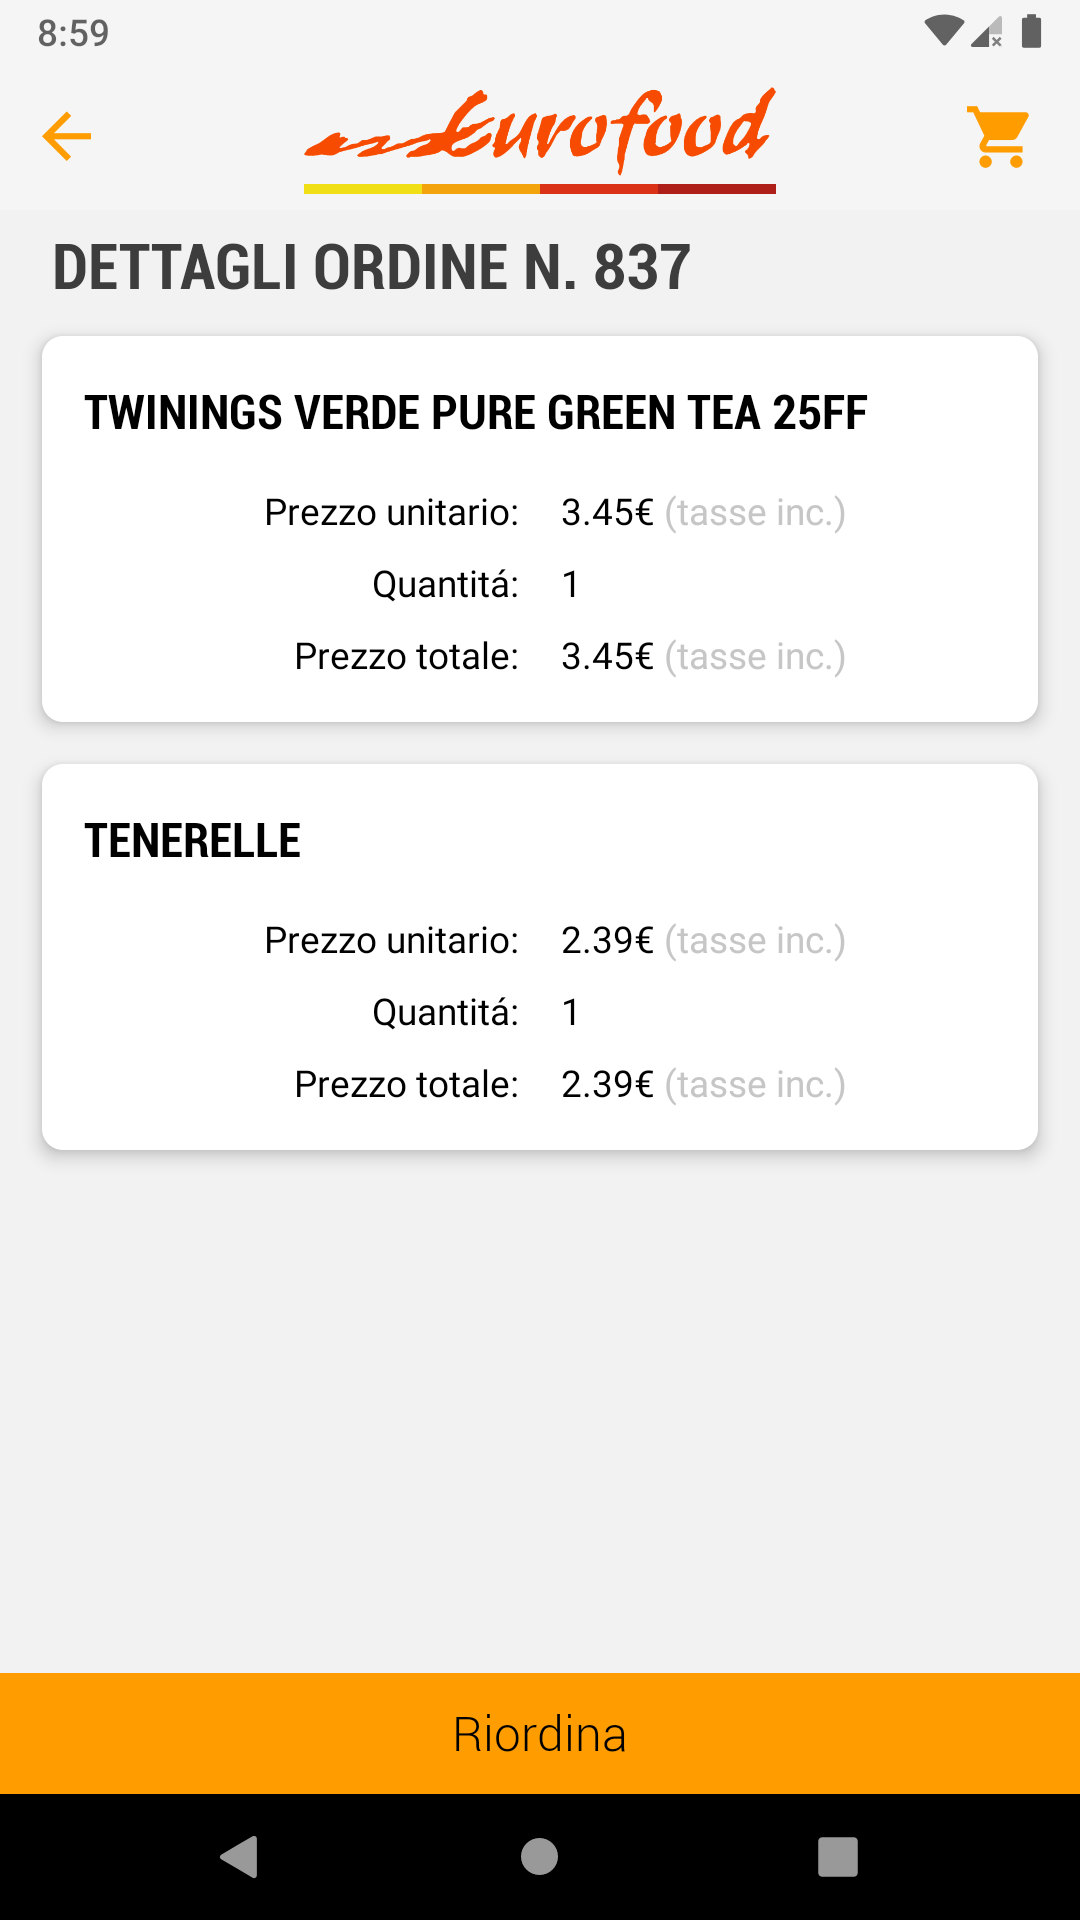 8:59
Eurofood
DETTAGLI ORDINE N. 837
TWININGS VERDE PURE GREEN TEA 25FF
Prezzo unitario: 3.45€ (tasse inc.)
Quantitá: 1
Prezzo totale: 3.45€ (tasse inc.)
TENERELLE
Prezzo unitario: 2.39€ (tasse inc.)
Quantitá: 1
Prezzo totale: 2.39€ (tasse inc.)
Riordina